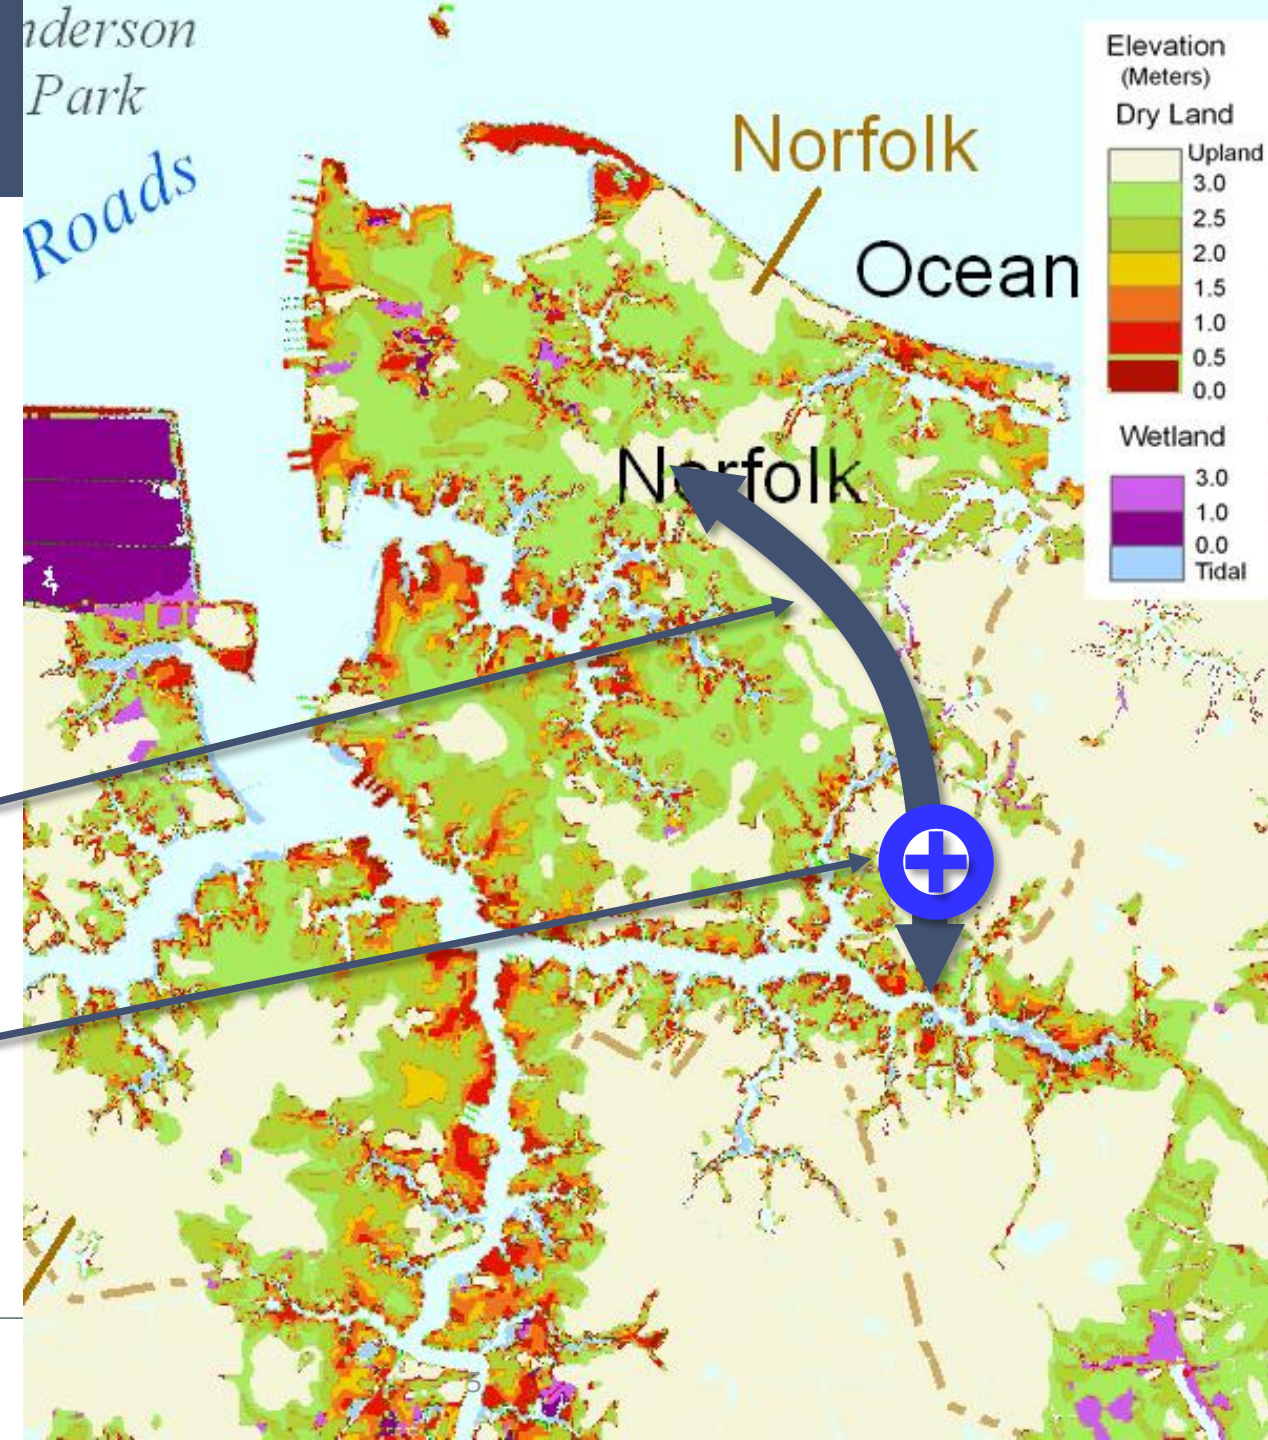 nderson
Park
Roads
Norfolk
Ocean
Norfolk
Elevation
(Meters)
Dry Land
Upland
3.0
2.5
2.0
1.5
1.0
0.5
0.0
Wetland
3.0
1.0
0.0
Tidal
5